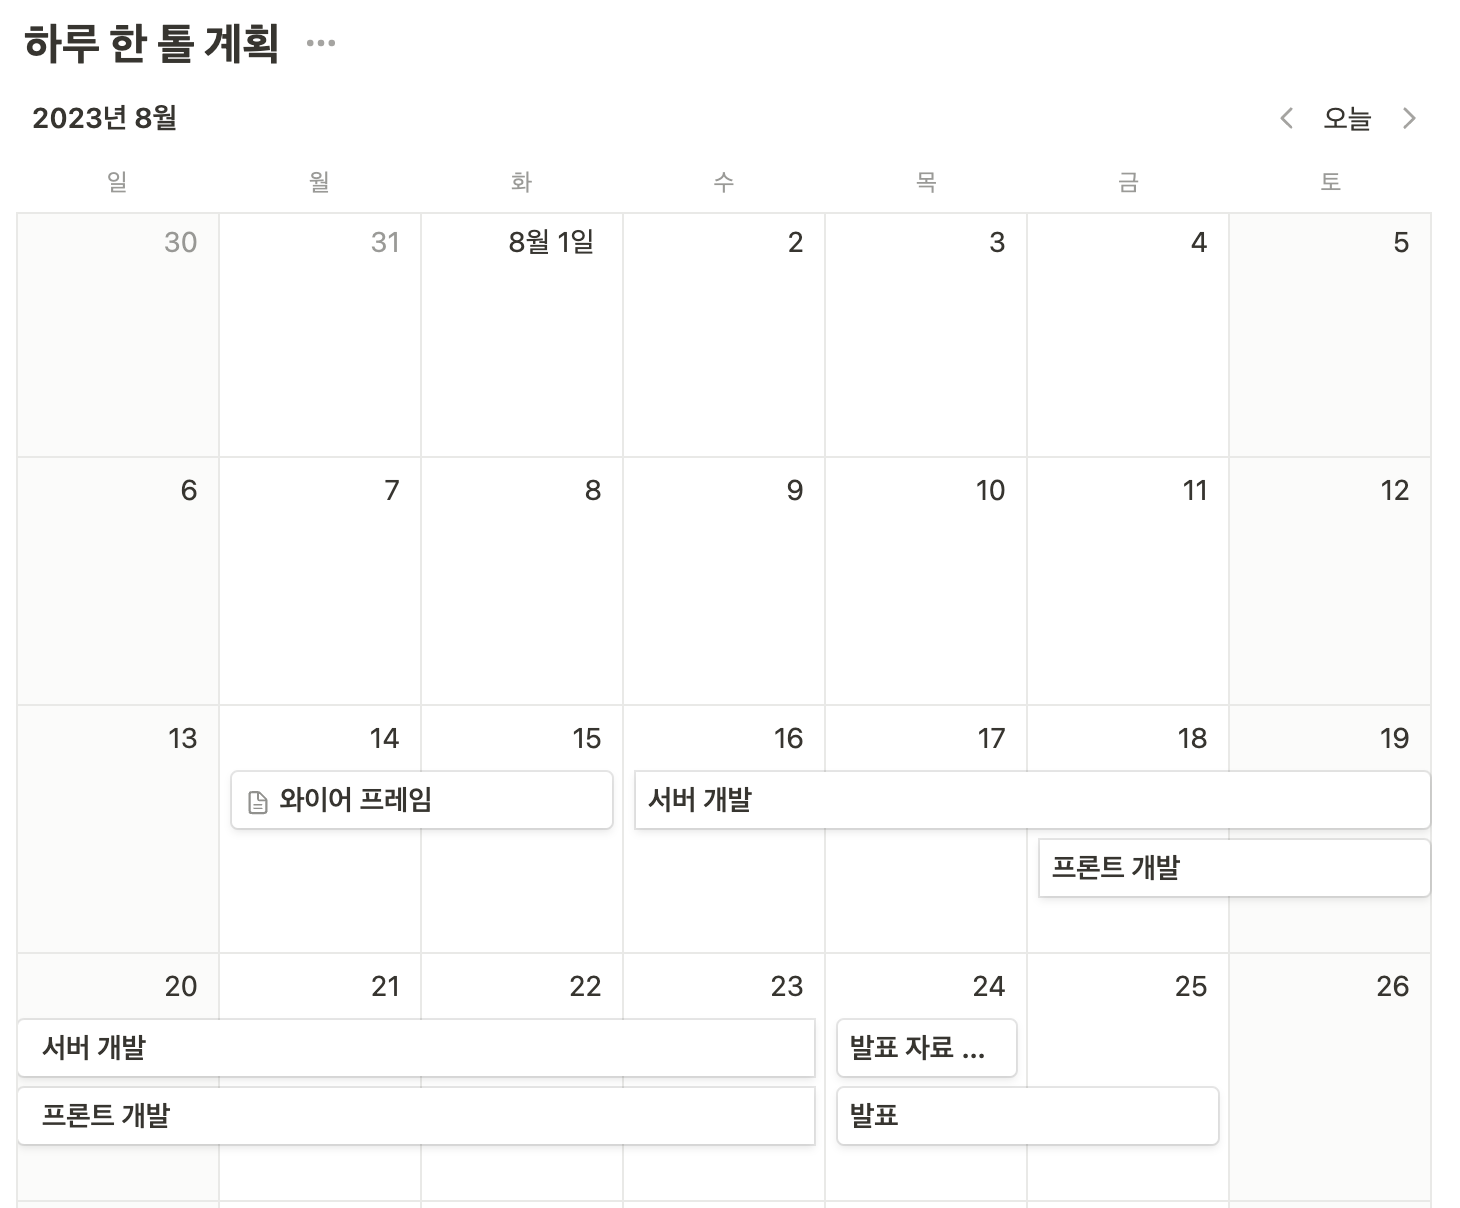 하루 한 톨 계획 ...
2023년 8월
오늘
일 월 화 수 목 금 토
30 31 8월 1일 2 3 4 5
6 7 8 9 10 11 12
13 14 15 16 17 18 19
와이어 프레임 서버 개발
프론트 개발
20 21 22 23 24 25 26
서버 개발 발표 자료 ...
프론트 개발 발표